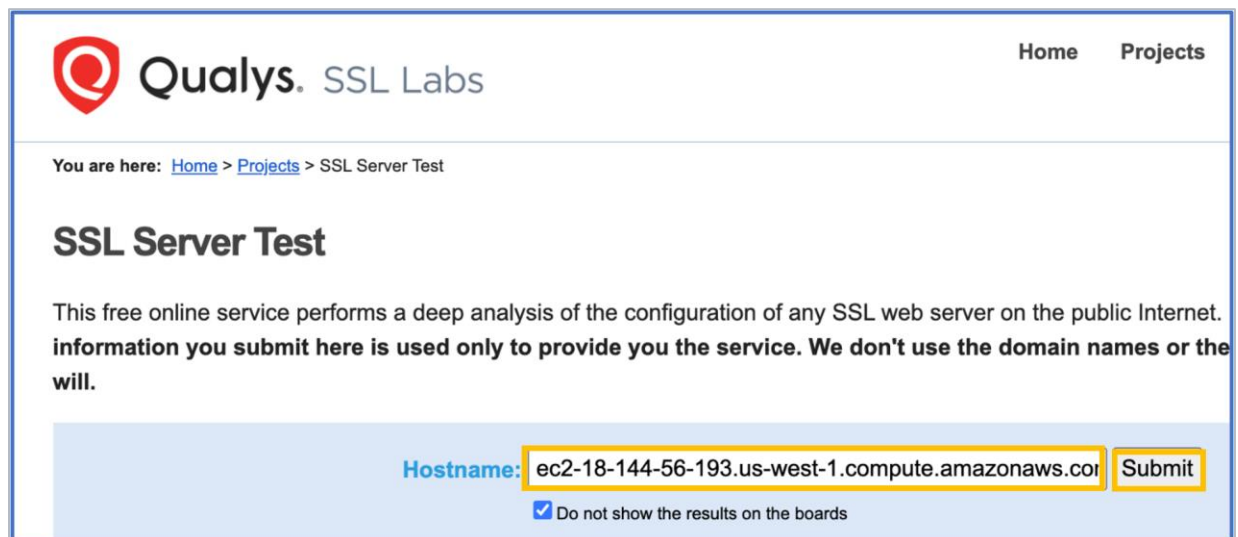 Qualys. SSL Labs
Home Projects
You are here: Home > Projects > SSL Server Test
SSL Server Test
This free online service performs a deep analysis of the configuration of any SSL web server on the public Internet.
information you submit here is used only to provide you the service. We don't use the domain names or the
will.
Hostname: ec2-18-144-56-193.us-west-1.compute.amazonaws.com Submit
Do not show the results on the boards